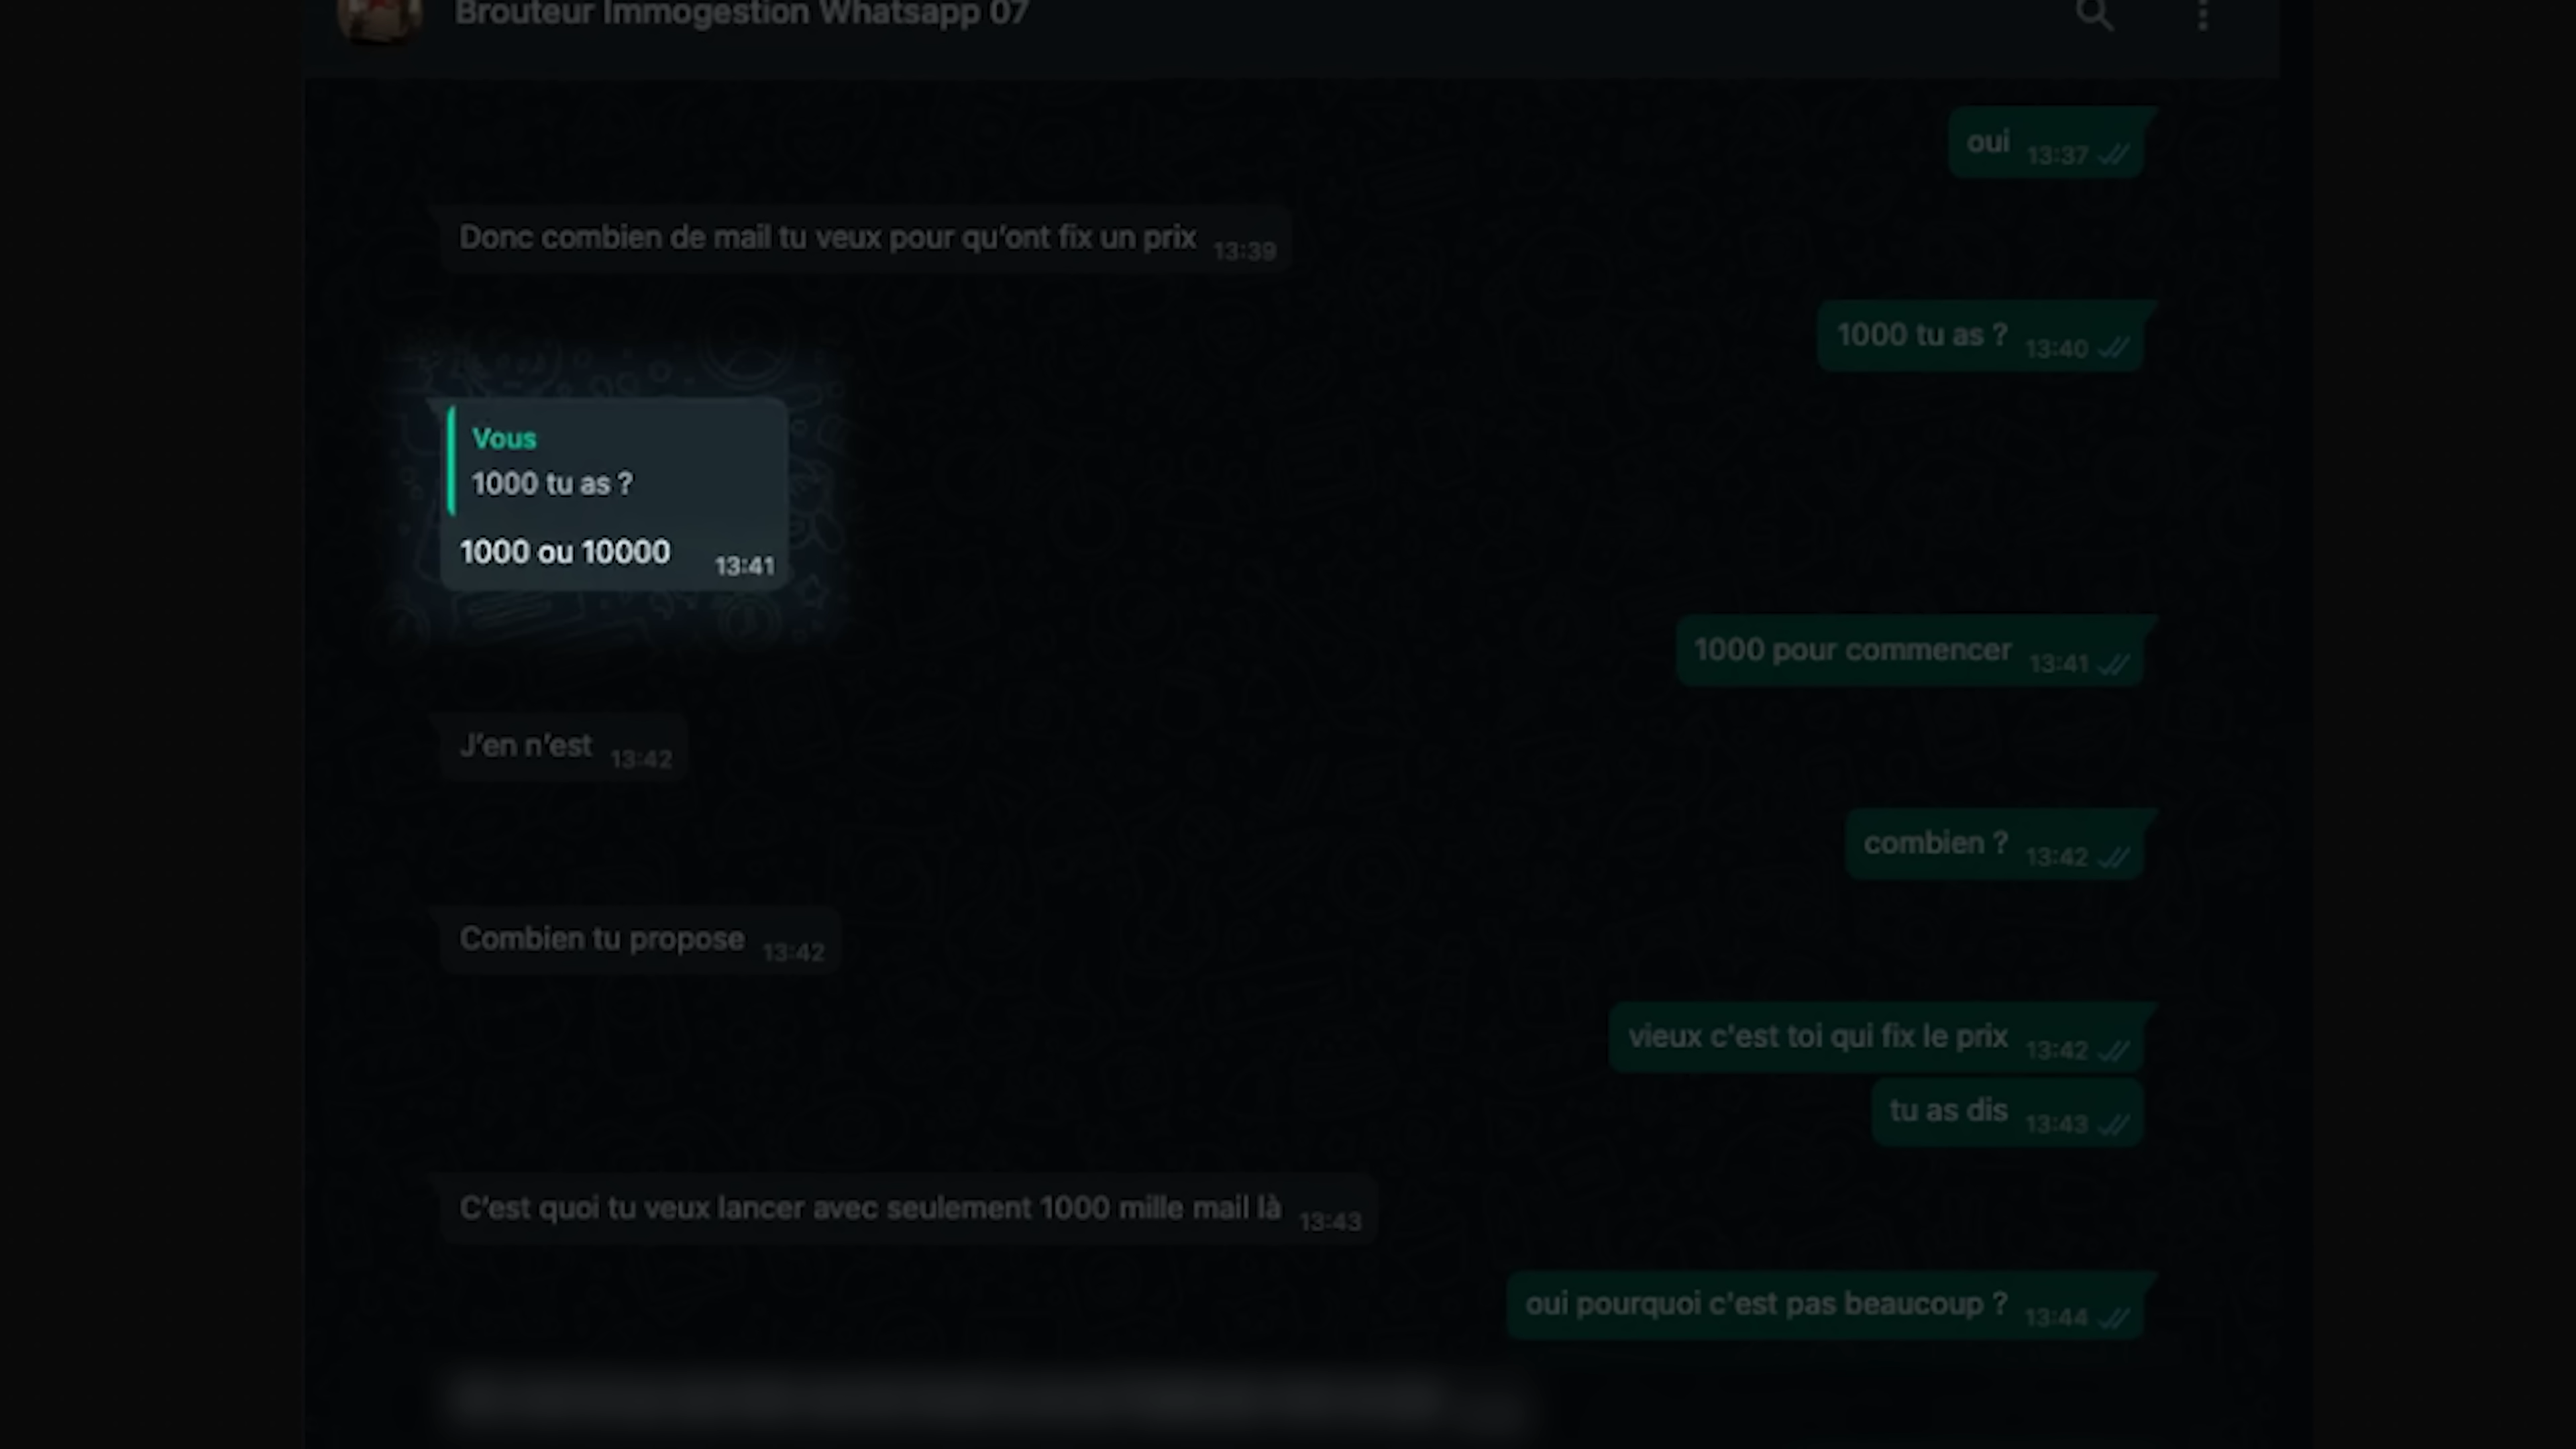 Brouteur Immogestion Whatsapp 07
oui 13:37
Donc combien de mail tu veux pour qu'ont fix un prix 13:39
1000 tu as ? 13:40
Vous
1000 tu as ?
1000 ou 10000 13:41
1000 pour commencer 13:41
J'en n'est 13:42
combien ? 13:42
Combien tu propose 13:42
vieux c'est toi qui fix le prix 13:42
tu as dis 13:43
C'est quoi tu veux lancer avec seulement 1000 mille mail là 13:43
oui pourquoi c'est pas beaucoup ? 13:44